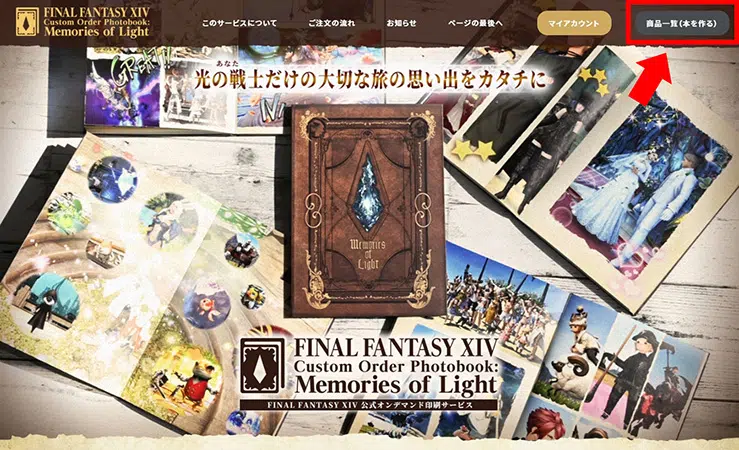 FINAL FANTASY XIV
Custom Order Photobook:
Memories of Light
このサービスについて
ご注文の流れ
お知らせ
ページの最後へ
マイアカウント
商品一覧(本を作る)
あなた
光の戦士だけの大切な旅の思い出をカタチに
Memories
of
Light
FINAL FANTASY XIV
Custom Order Photobook:
Memories of Light
FINAL FANTASY XIV 公式オンデマンド印刷サービス